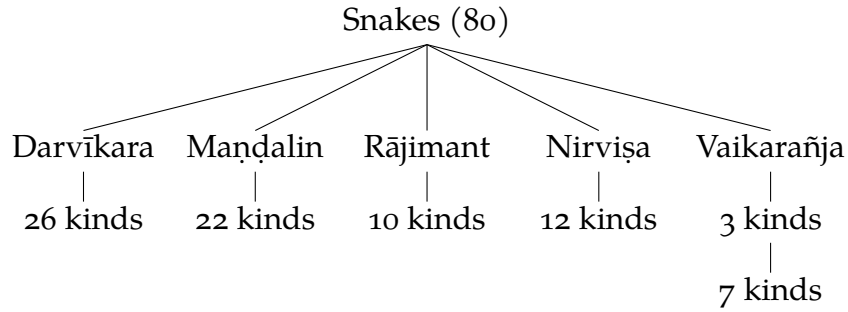 Snakes (80)
Darvīkara Maṇḍalin Rājimant Nirviṣa Vaikarañja
26 kinds 22 kinds 10 kinds 12 kinds 3 kinds
7 kinds